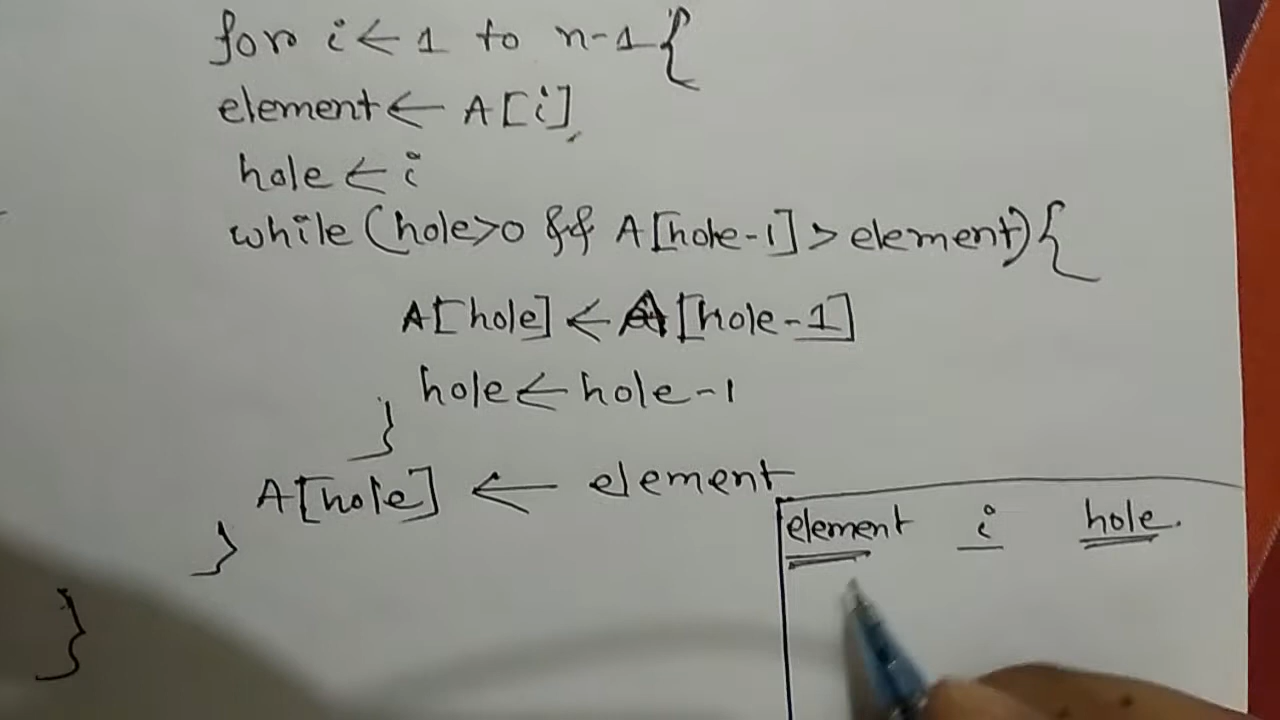 for i ← 1 to n-1{
element ← A[i]
hole ← i
while (hole>0 && A[hole-1] > element){
A[hole] ← A[hole-1]
hole ← hole-1
}
A[hole] ← element
}
}
element i hole